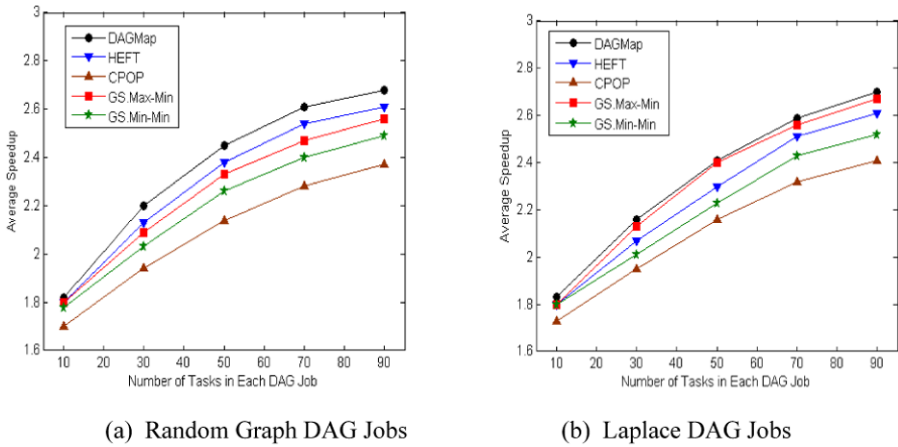 3
2.8
2.6
2.4
2.2
2
1.8
1.6
Average Speedup
DAGMap
HEFT
CPOP
GS.Max-Min
GS.Min-Min
10 20 30 40 50 60 70 80 90
Number of Tasks in Each DAG Job
(a) Random Graph DAG Jobs
3
2.8
2.6
2.4
2.2
2
1.8
1.6
Average Speedup
DAGMap
HEFT
CPOP
GS.Max-Min
GS.Min-Min
10 20 30 40 50 60 70 80 90
Number of Tasks in Each DAG Job
(b) Laplace DAG Jobs